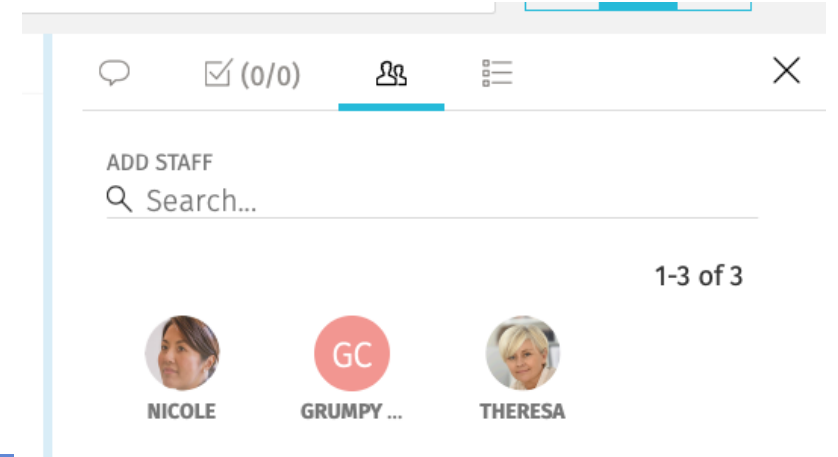 (0/0)
ADD STAFF
Search...
1-3 of 3
GC
NICOLE GRUMPY ... THERESA